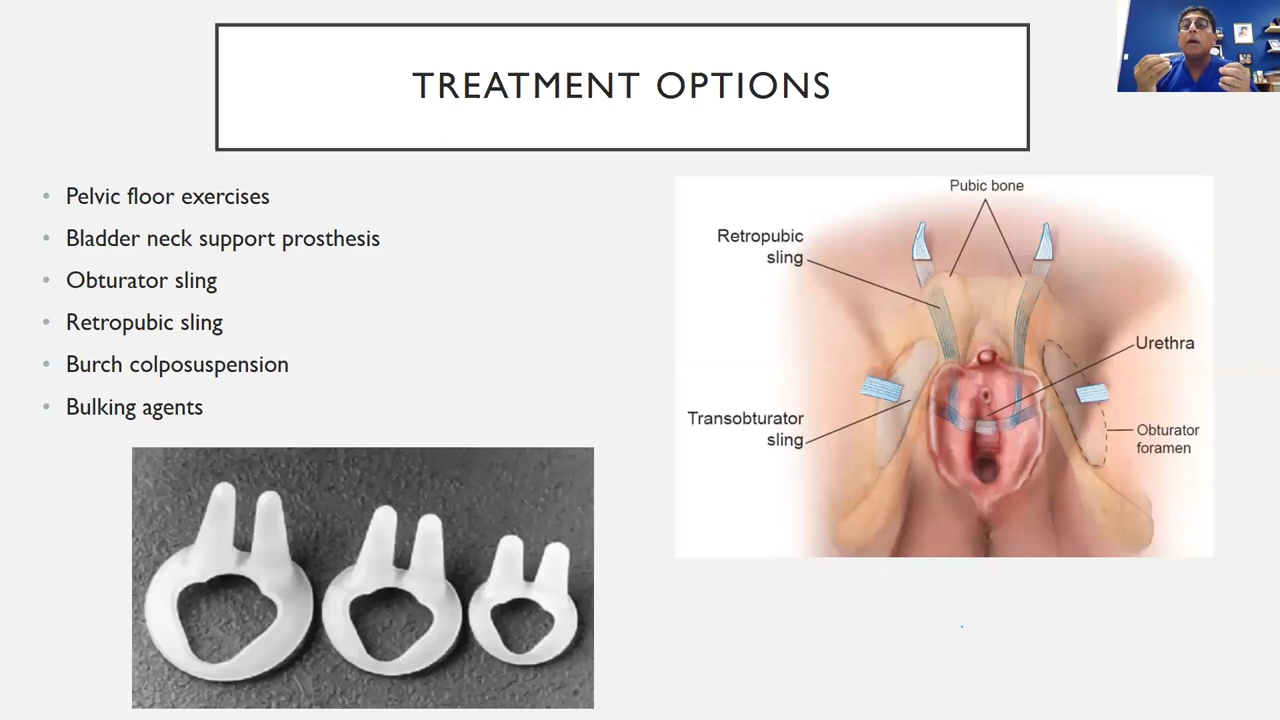 TREATMENT OPTIONS
• Pelvic floor exercises
• Bladder neck support prosthesis
• Obturator sling
• Retropubic sling
• Burch colposuspension
• Bulking agents
Pubic bone
Retropubic
sling
Urethra
Transobturator
sling
Obturator
foramen